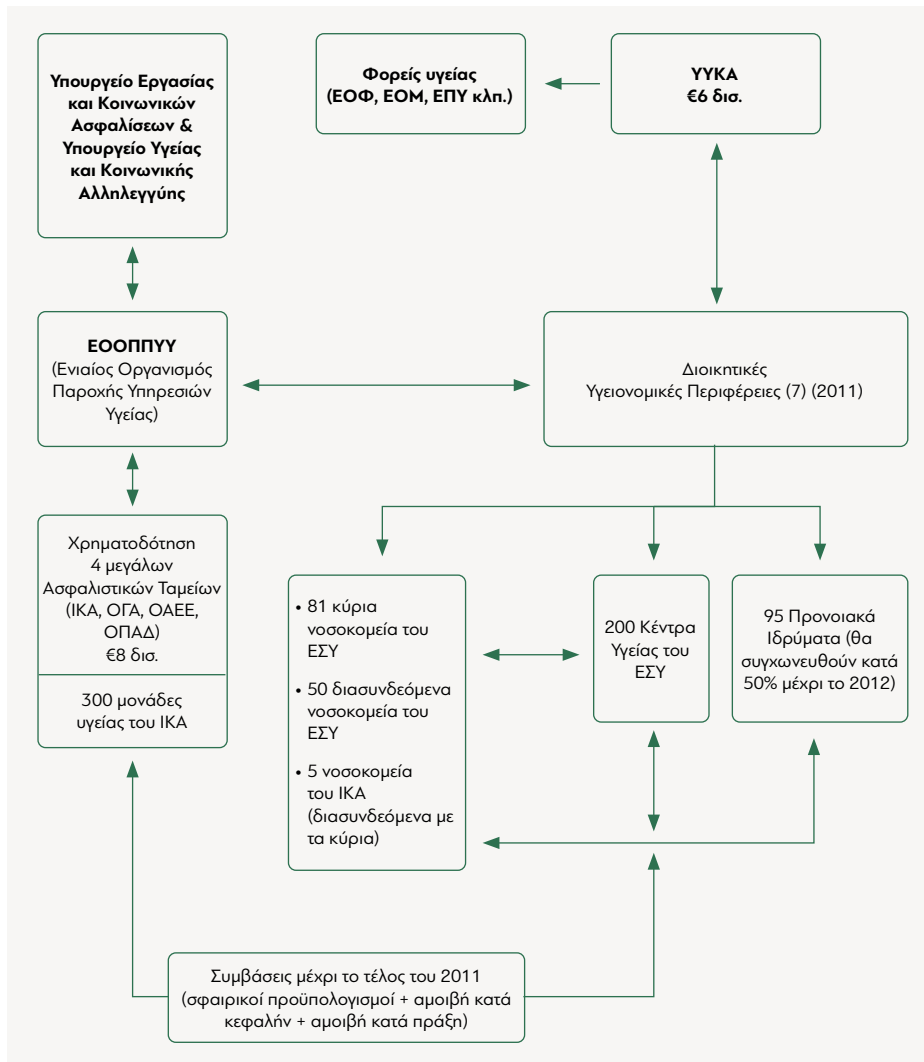 Υπουργείο Εργασίας
και Κοινωνικών
Ασφαλίσεων &
Υπουργείο Υγείας
και Κοινωνικής
Αλληλεγγύης
Φορείς υγείας
(ΕΟΦ, ΕΟΜ, ΕΠΥ κλπ.)
ΥΥΚΑ
€6 δισ.
ΕΟΟΠΠΥΥ
(Ενιαίος Οργανισμός
Παροχής Υπηρεσιών
Υγείας)
Διοικητικές
Υγειονομικές Περιφέρειες (7) (2011)
Χρηματοδότηση
4 μεγάλων
Ασφαλιστικών Ταμείων
(ΙΚΑ, ΟΓΑ, ΟΑΕΕ,
ΟΠΑΔ)
€8 δισ.
300 μονάδες
υγείας του ΙΚΑ
• 81 κύρια
νοσοκομεία του
ΕΣΥ
• 50 διασυνδεόμενα
νοσοκομεία του
ΕΣΥ
• 5 νοσοκομεία
του ΙΚΑ
(διασυνδεόμενα με
τα κύρια)
200 Κέντρα
Υγείας του
ΕΣΥ
95 Προνοιακά
Ιδρύματα (θα
συγχωνευθούν κατά
50% μέχρι το 2012)
Συμβάσεις μέχρι το τέλος του 2011
(σφαιρικοί προϋπολογισμοί + αμοιβή κατά
κεφαλήν + αμοιβή κατά πράξη)